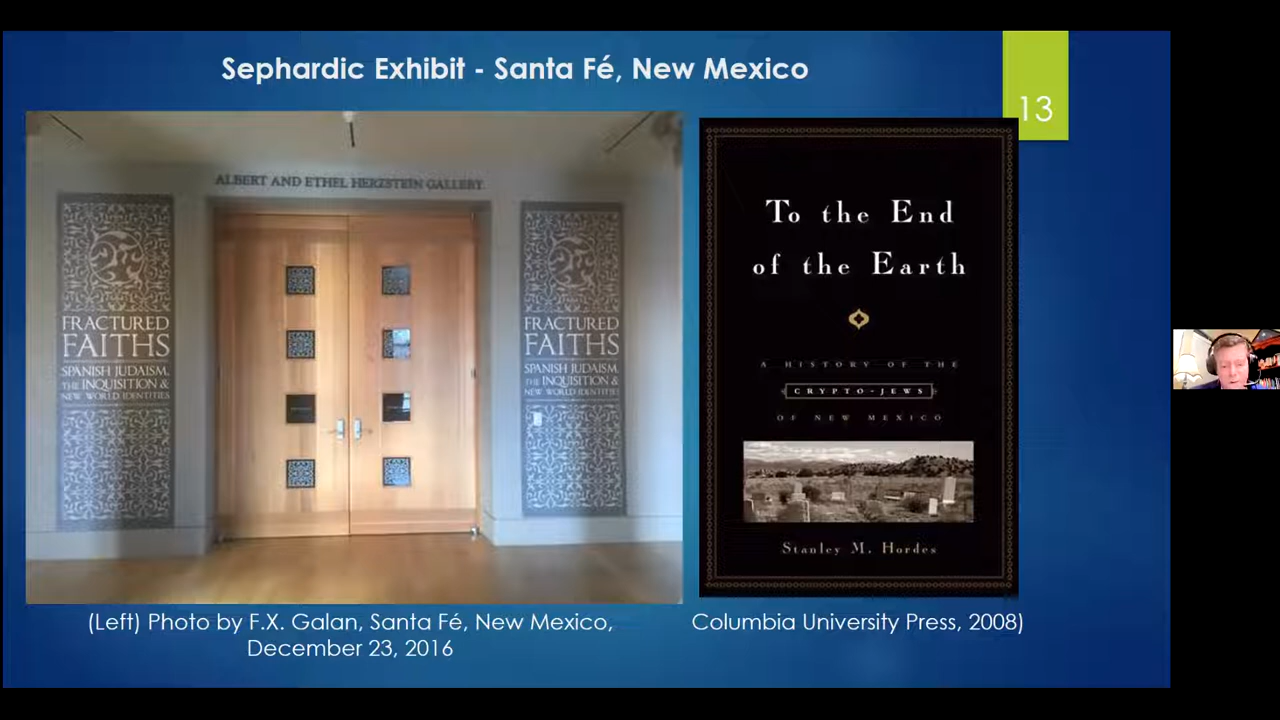 Sephardic Exhibit - Santa Fé, New Mexico
13
ALBERT AND ETHEL HERZSTEIN GALLERY
FRACTURED
FAITHS
SPANISH JUDAISM,
THE INQUISITION &
NEW WORLD IDENTITIES
FRACTURED
FAITHS
SPANISH JUDAISM,
THE INQUISITION &
NEW WORLD IDENTITIES
To the End
of the Earth
A HISTORY OF THE
CRYPTO-JEWS
OF NEW MEXICO
Stanley M. Hordes
(Left) Photo by F.X. Galan, Santa Fé, New Mexico,
December 23, 2016
Columbia University Press, 2008)